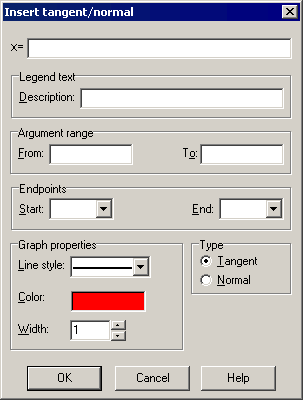 Insert tangent/normal
x=
Legend text
Description:
Argument range
From: To:
Endpoints
Start: End:
Graph properties
Line style:
Color:
Width: 1
Type
Tangent
Normal
OK Cancel Help